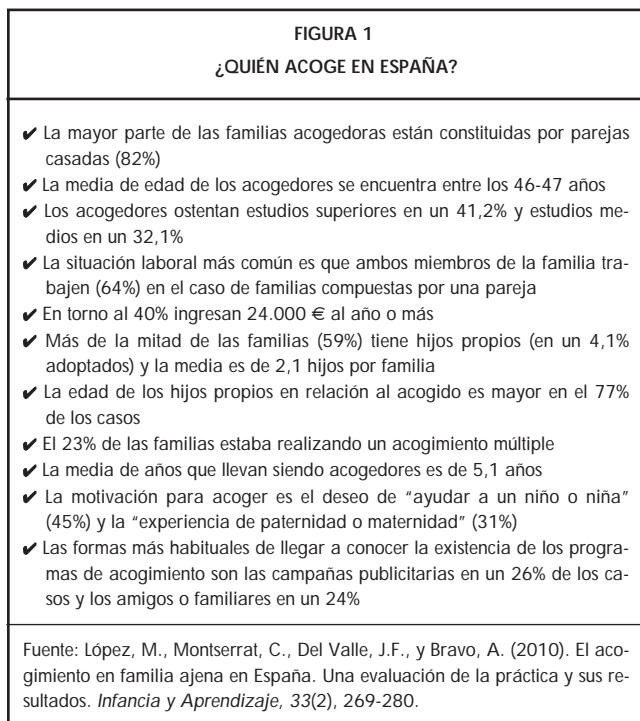 FIGURA 1
¿QUIÉN ACOGE EN ESPAÑA?
✔ La mayor parte de las familias acogedoras están constituidas por parejas
casadas (82%)
✔ La media de edad de los acogedores se encuentra entre los 46-47 años
✔ Los acogedores ostentan estudios superiores en un 41,2% y estudios me-
dios en un 32,1%
✔ La situación laboral más común es que ambos miembros de la familia tra-
bajen (64%) en el caso de familias compuestas por una pareja
✔ En torno al 40% ingresan 24.000 € al año o más
✔ Más de la mitad de las familias (59%) tiene hijos propios (en un 4,1%
adoptados) y la media es de 2,1 hijos por familia
✔ La edad de los hijos propios en relación al acogido es mayor en el 77%
de los casos
✔ El 23% de las familias estaba realizando un acogimiento múltiple
✔ La media de años que llevan siendo acogedores es de 5,1 años
✔ La motivación para acoger es el deseo de “ayudar a un niño o niña”
(45%) y la “experiencia de paternidad o maternidad” (31%)
✔ Las formas más habituales de llegar a conocer la existencia de los progra-
mas de acogimiento son las campañas publicitarias en un 26% de los ca-
sos y los amigos o familiares en un 24%
Fuente: López, M., Montserrat, C., Del Valle, J.F., y Bravo, A. (2010). El aco-
gimiento en familia ajena en España. Una evaluación de la práctica y sus re-
sultados. Infancia y Aprendizaje, 33(2), 269-280.